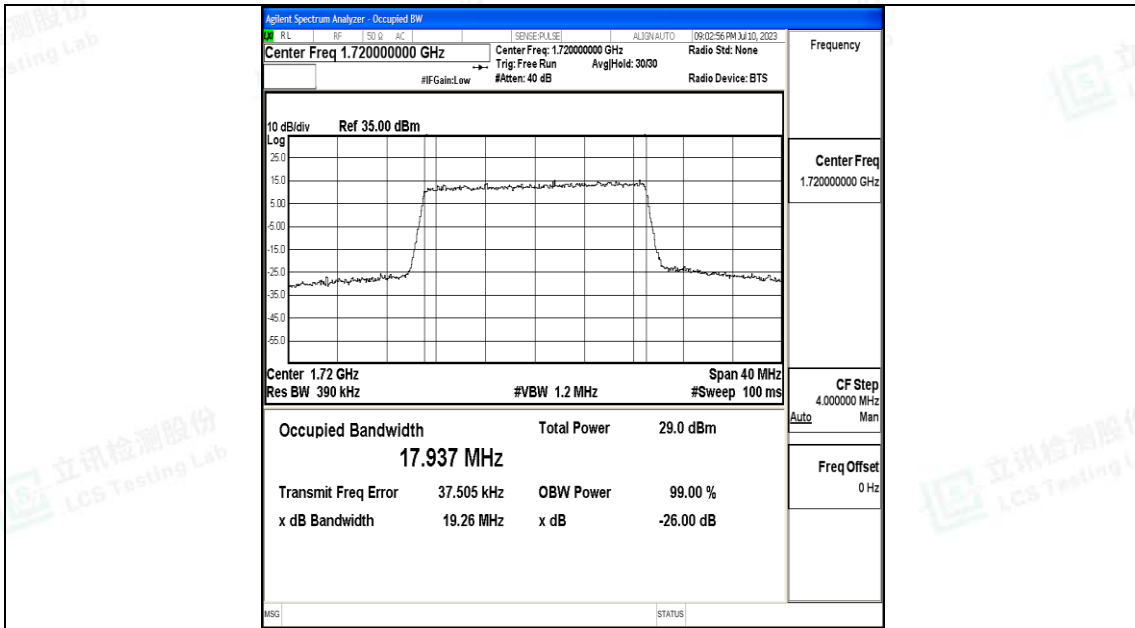 Agilent Spectrum Analyzer - Occupied BW
RL RF 50 Ω AC SENSE:PULSE ALIGN AUTO 09:02:56 PM Jul 10, 2023
Center Freq 1.720000000 GHz
Center Freq: 1.720000000 GHz Radio Std: None
Trig: Free Run Avg|Hold: 30/30
#IFGain:Low #Atten: 40 dB Radio Device: BTS
10 dB/div Ref 35.00 dBm
Log
25.0
15.0
5.00
-5.00
-15.0
-25.0
-35.0
-45.0
-55.0
Center 1.72 GHz Span 40 MHz
Res BW 390 kHz #VBW 1.2 MHz #Sweep 100 ms
Occupied Bandwidth Total Power 29.0 dBm
17.937 MHz
Transmit Freq Error 37.505 kHz OBW Power 99.00 %
x dB Bandwidth 19.26 MHz x dB -26.00 dB
MSG STATUS
Frequency
Center Freq
1.720000000 GHz
CF Step
4.000000 MHz
Auto Man
Freq Offset
0 Hz
立讯检测股份
LCS Testing Lab
立讯检测股份
LCS Testing L